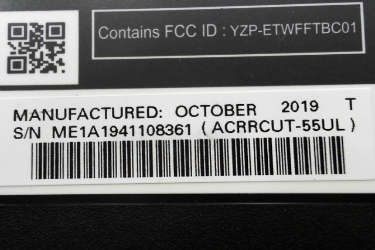 Contains FCC ID : YZP-ETWFFTBC01
MANUFACTURED: OCTOBER 2019 T
S/N ME1A1941108361 (ACRRCUT-55UL)